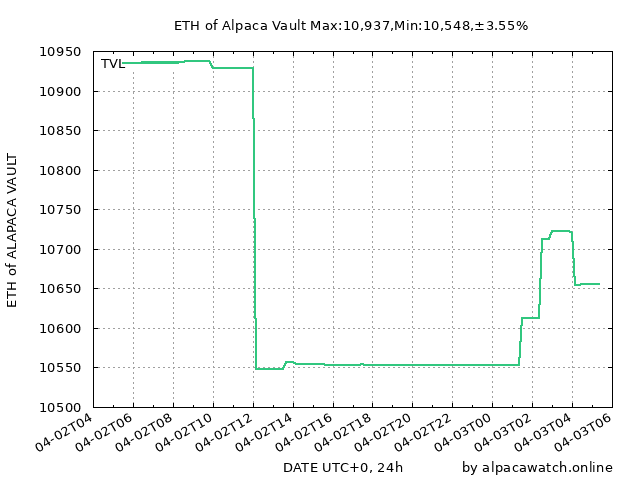 ETH of Alpaca Vault Max:10,937,Min:10,548,±3.55%
10950
10900
10850
10800
10750
10700
10650
10600
10550
10500
TVL
ETH of ALAPACA VAULT
04-02T04
04-02T06
04-02T08
04-02T10
04-02T12
04-02T14
04-02T16
04-02T18
04-02T20
04-02T22
04-03T00
04-03T02
04-03T04
04-03T06
DATE UTC+0, 24h
by alpacawatch.online